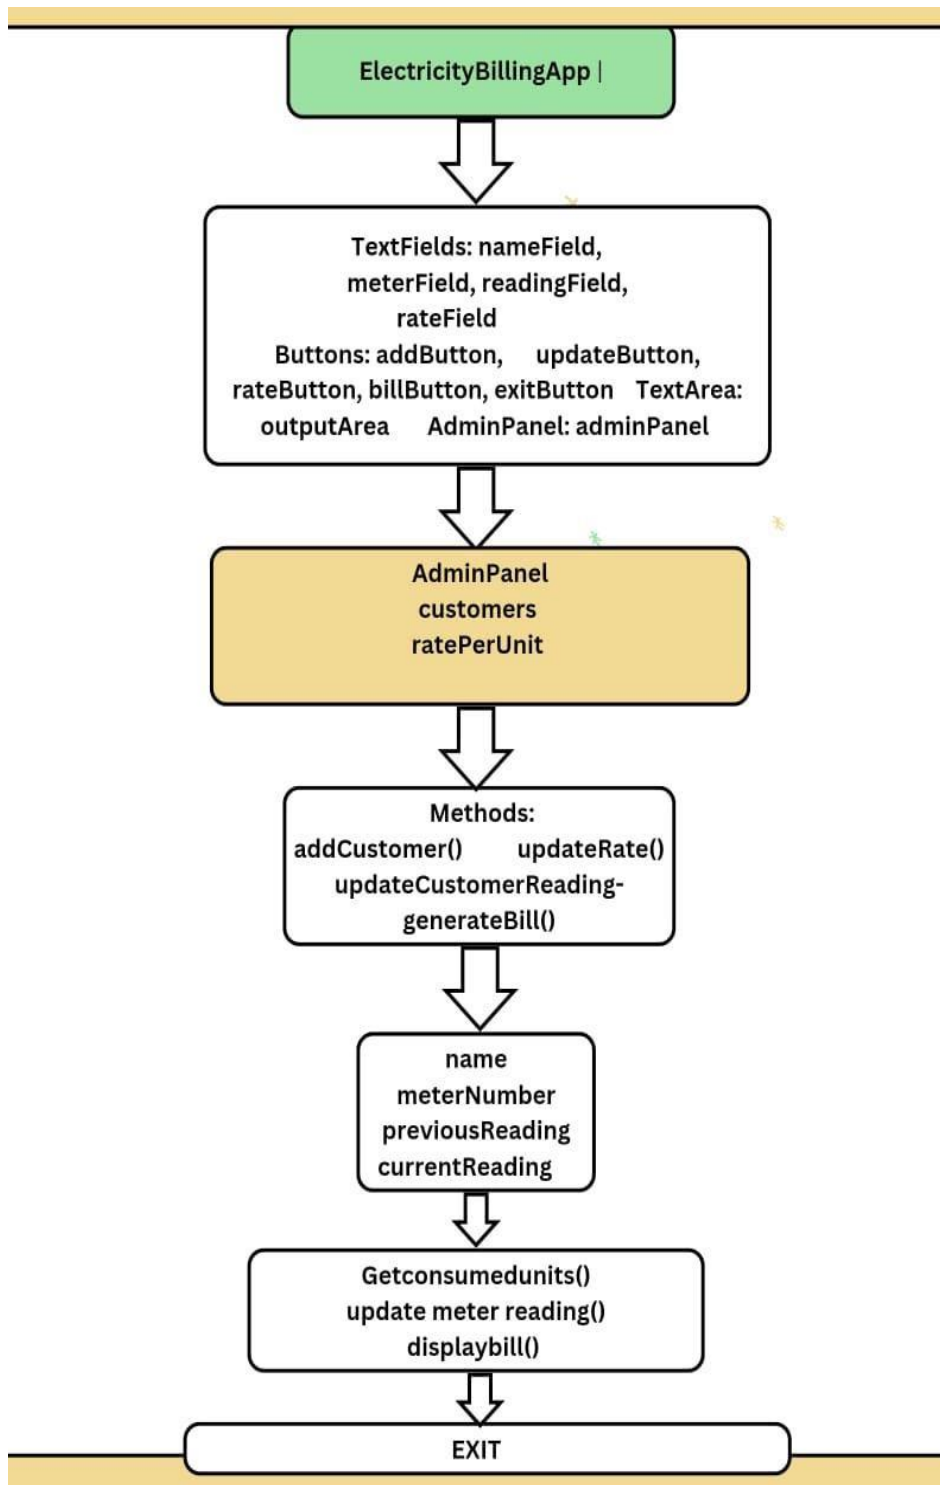 ElectricityBillingApp |
TextFields: nameField,
meterField, readingField,
rateField
Buttons: addButton, updateButton,
rateButton, billButton, exitButton TextArea:
outputArea AdminPanel: adminPanel
AdminPanel
customers
ratePerUnit
Methods:
addCustomer() updateRate()
updateCustomerReading-
generateBill()
name
meterNumber
previousReading
currentReading
Getconsumedunits()
update meter reading()
displaybill()
EXIT